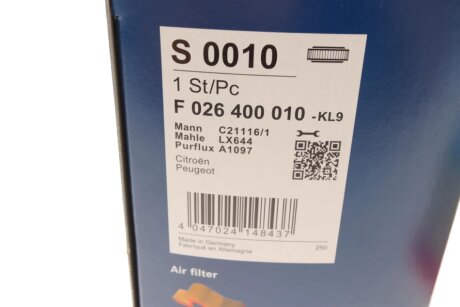 S 0010
1 St/Pc
F 026 400 010 -KL9
Mann C21116/1
Mahle LX644
Purflux A1097
Citroën
Peugeot
4 047024 148437
Made in Germany
Fabriqué en Allemagne
250
Air filter